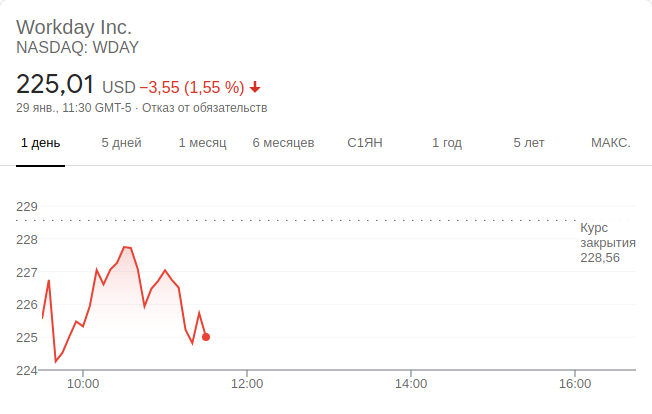 Workday Inc.
NASDAQ: WDAY
225,01 USD −3,55 (1,55 %)
29 янв., 11:30 GMT-5 · Отказ от обязательств
1 день 5 дней 1 месяц 6 месяцев С1ЯН 1 год 5 лет МАКС.
229
Курс
закрытия
228,56
228
227
226
225
224
10:00 12:00 14:00 16:00